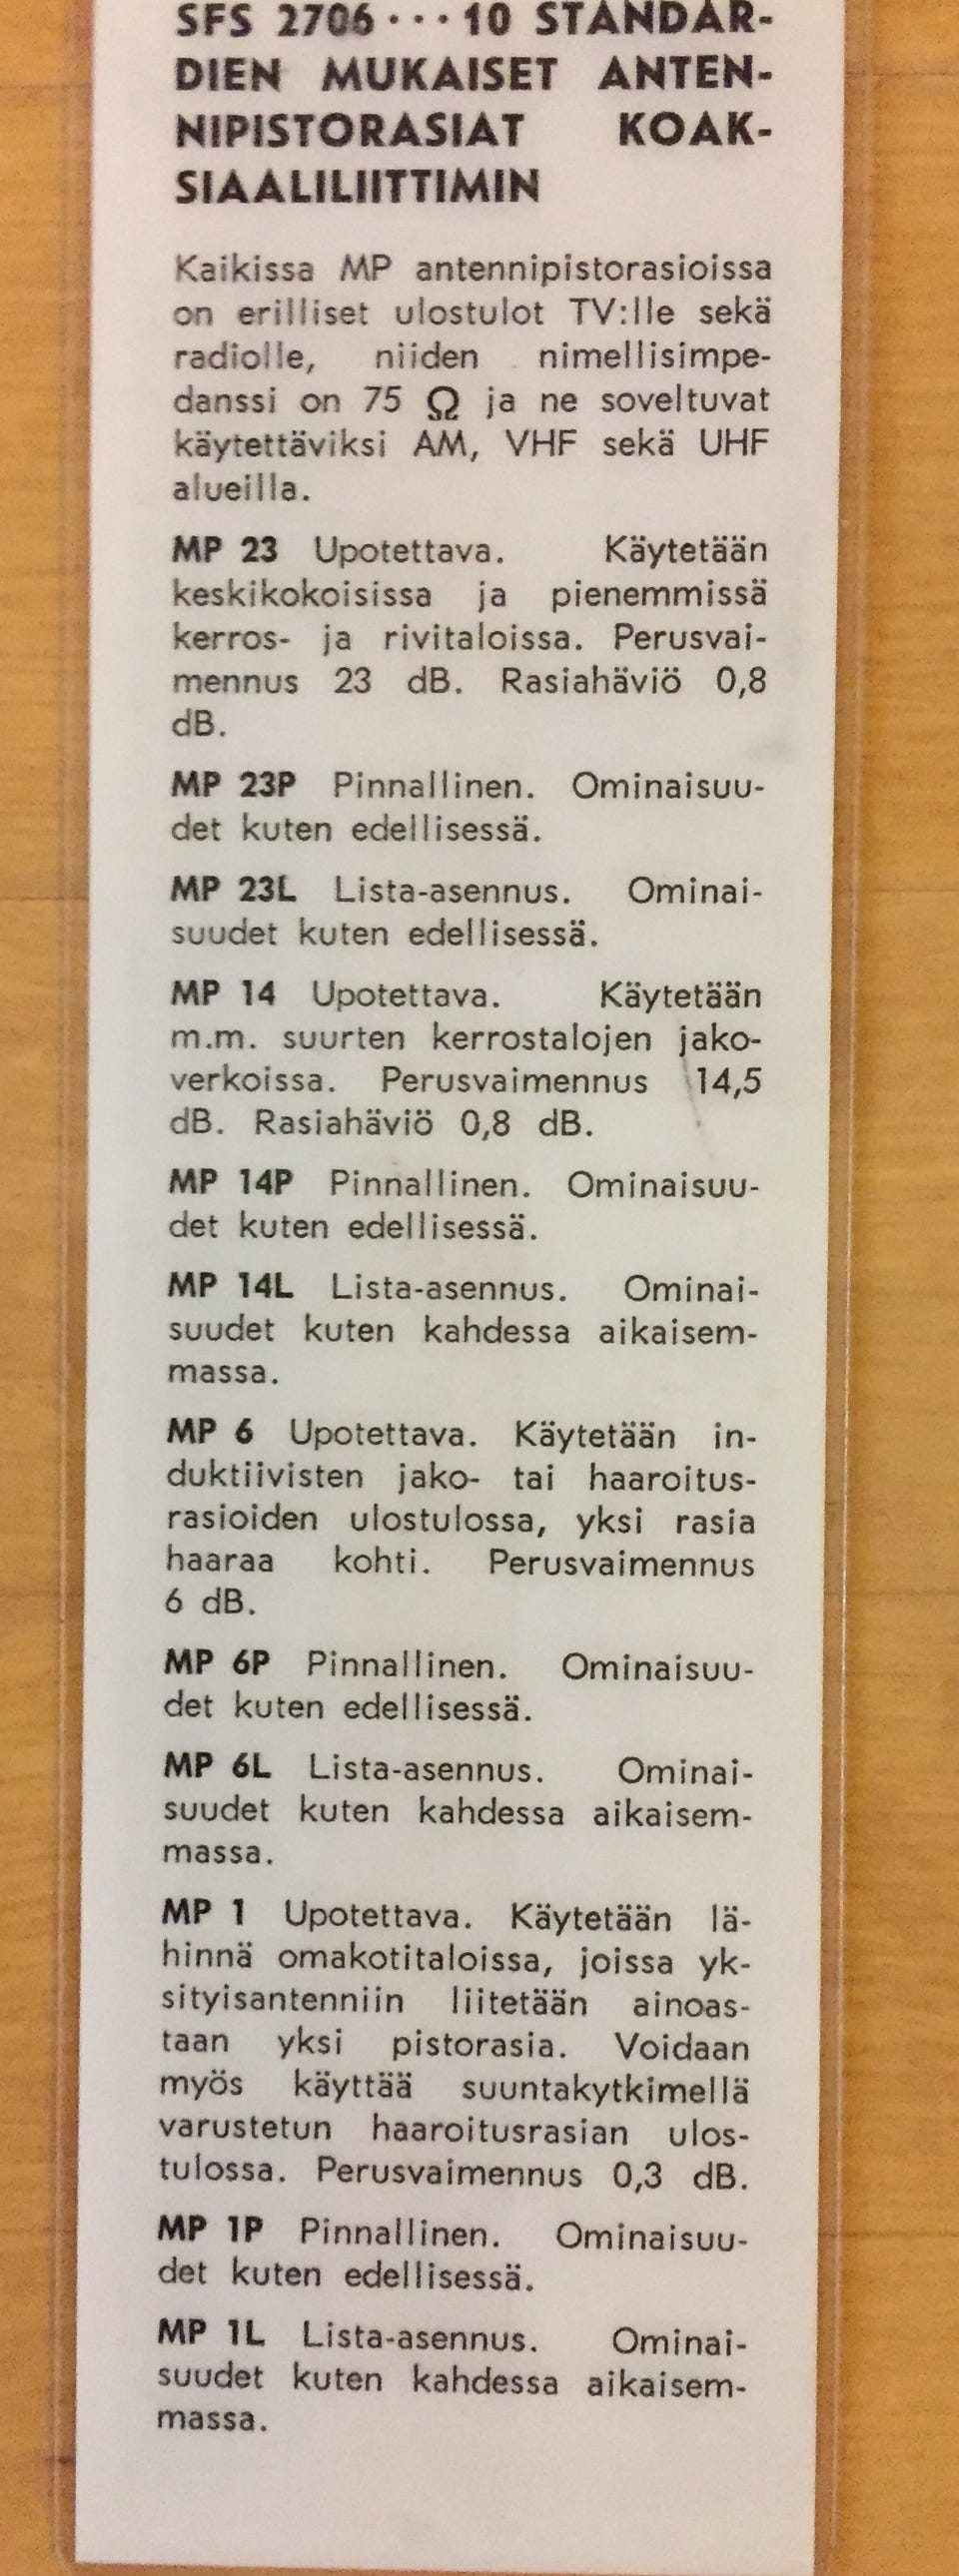 SFS 2706···10 STANDAR-
DIEN MUKAISET ANTEN-
NIPISTORASIAT KOAK-
SIAALILIITTIMIN
Kaikissa MP antennipistorasioissa
on erilliset ulostulot TV:lle sekä
radiolle, niiden nimellisimpe-
danssi on 75 Ω ja ne soveltuvat
käytettäviksi AM, VHF sekä UHF
alueilla.
MP 23 Upotettava. Käytetään
keskikokoisissa ja pienemmissä
kerros- ja rivitaloissa. Perusvai-
mennus 23 dB. Rasiahäviö 0,8
dB.
MP 23P Pinnallinen. Ominaisuu-
det kuten edellisessä.
MP 23L Lista-asennus. Ominai-
suudet kuten edellisessä.
MP 14 Upotettava. Käytetään
m.m. suurten kerrostalojen jako-
verkoissa. Perusvaimennus 14,5
dB. Rasiahäviö 0,8 dB.
MP 14P Pinnallinen. Ominaisuu-
det kuten edellisessä.
MP 14L Lista-asennus. Ominai-
suudet kuten kahdessa aikaisem-
massa.
MP 6 Upotettava. Käytetään in-
duktiivisten jako- tai haaroitus-
rasioiden ulostulossa, yksi rasia
haaraa kohti. Perusvaimennus
6 dB.
MP 6P Pinnallinen. Ominaisuu-
det kuten edellisessä.
MP 6L Lista-asennus. Ominai-
suudet kuten kahdessa aikaisem-
massa.
MP 1 Upotettava. Käytetään lä-
hinnä omakotitaloissa, joissa yk-
sityisantenniin liitetään ainoas-
taan yksi pistorasia. Voidaan
myös käyttää suuntakytkimellä
varustetun haaroitusrasian ulos-
tulossa. Perusvaimennus 0,3 dB.
MP 1P Pinnallinen. Ominaisuu-
det kuten edellisessä.
MP 1L Lista-asennus. Ominai-
suudet kuten kahdessa aikaisem-
massa.